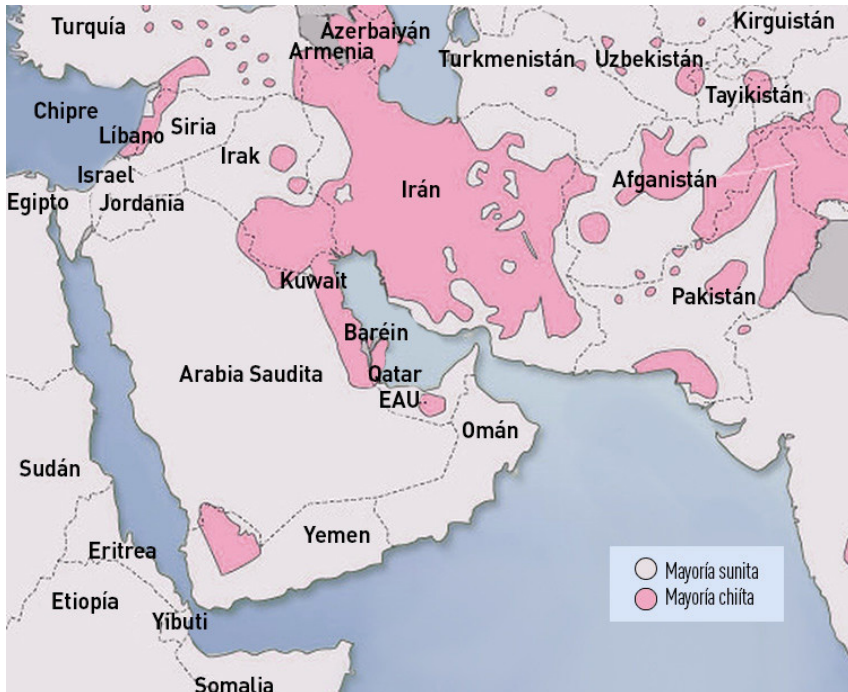 Kirguistán
Turquía
Azerbaiyán
Armenia
Turkmenistán
Uzbekistán
Tayikistán
Chipre
Líbano
Siria
Irak
Israel
Irán
Afganistán
Egipto
Jordania
Kuwait
Pakistán
Baréin
Arabia Saudita
Qatar
EAU
Omán
Sudán
Yemen
Eritrea
Mayoría sunita
Mayoría chiíta
Etiopía
Yibuti
Somalia